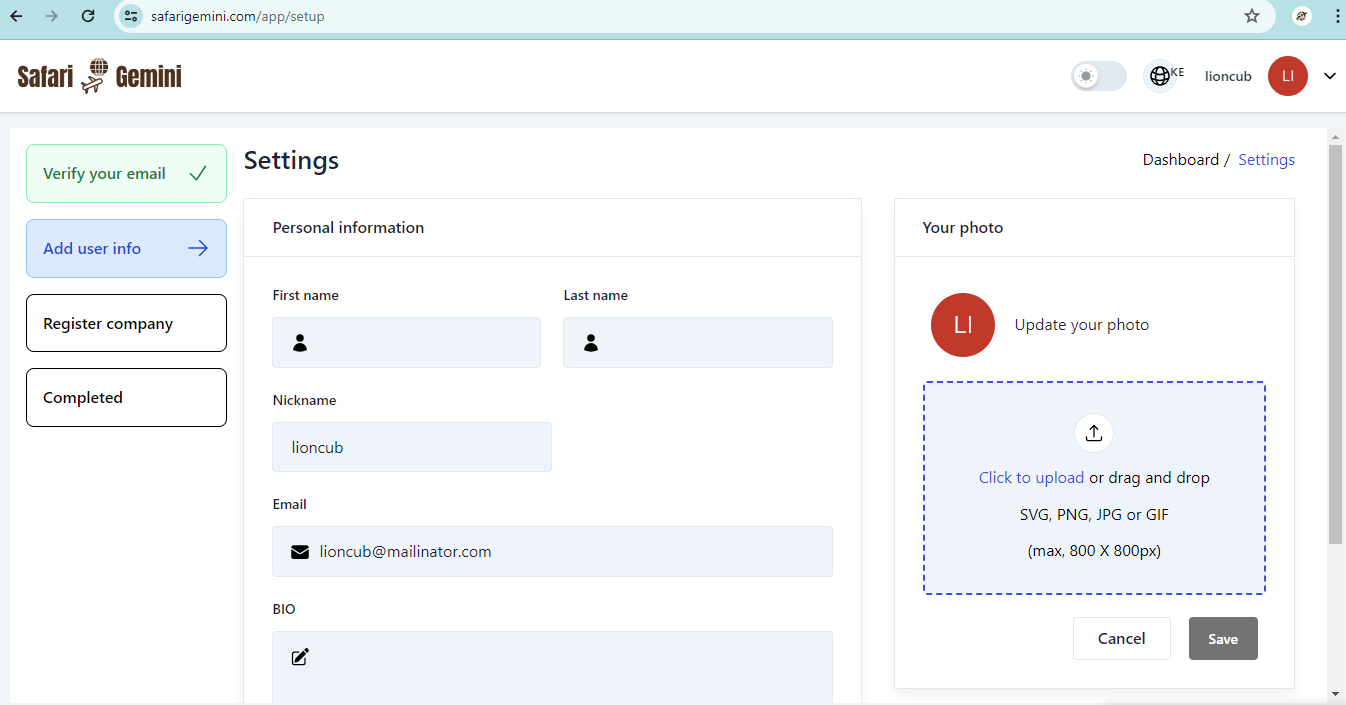 safarigemini.com/app/setup
Safari Gemini
KE
lioncub
LI
Verify your email
Add user info
Register company
Completed
Settings
Dashboard / Settings
Personal information
First name
Last name
Nickname
lioncub
Email
lioncub@mailinator.com
BIO
Your photo
LI
Update your photo
Click to upload or drag and drop
SVG, PNG, JPG or GIF
(max, 800 X 800px)
Cancel
Save